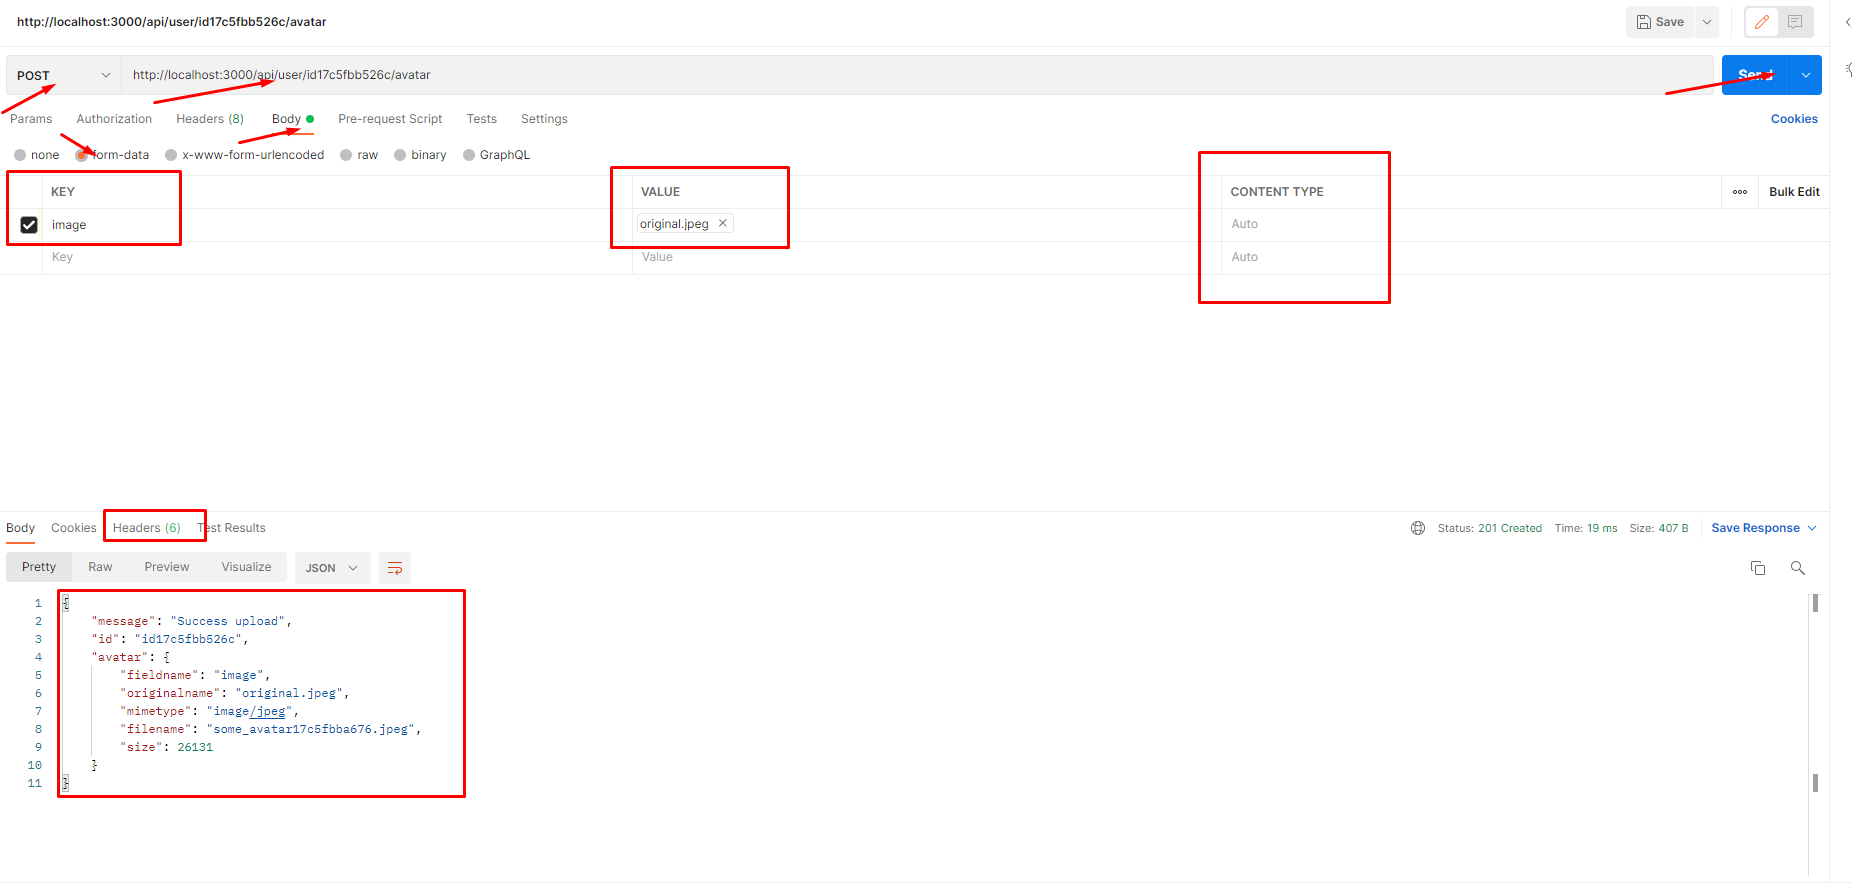 http://localhost:3000/api/user/id17c5fbb526c/avatar
Save
POST
http://localhost:3000/api/user/id17c5fbb526c/avatar
Send
Params Authorization Headers (8) Body Pre-request Script Tests Settings Cookies
none form-data x-www-form-urlencoded raw binary GraphQL
KEY VALUE CONTENT TYPE ooo Bulk Edit
image original.jpeg Auto
Key Value Auto
Body Cookies Headers (6) Test Results Status: 201 Created Time: 19 ms Size: 407 B Save Response
Pretty Raw Preview Visualize JSON
1 {
2 "message": "Success upload",
3 "id": "id17c5fbb526c",
4 "avatar": {
5 "fieldname": "image",
6 "originalname": "original.jpeg",
7 "mimetype": "image/jpeg",
8 "filename": "some_avatar17c5fbba676.jpeg",
9 "size": 26131
10 }
11 }